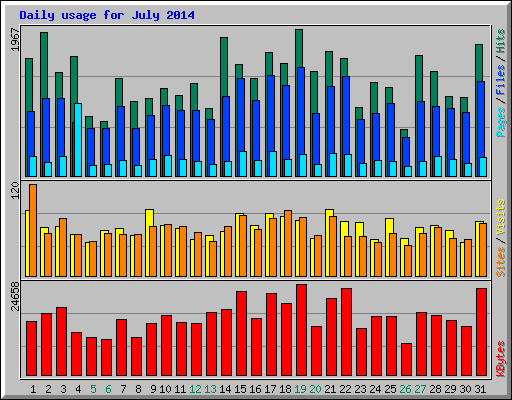 Daily usage for July 2014
1967
Pages / Files / Hits
120
Sites / Visits
24658
KBytes
1 2 3 4 5 6 7 8 9 10 11 12 13 14 15 16 17 18 19 20 21 22 23 24 25 26 27 28 29 30 31